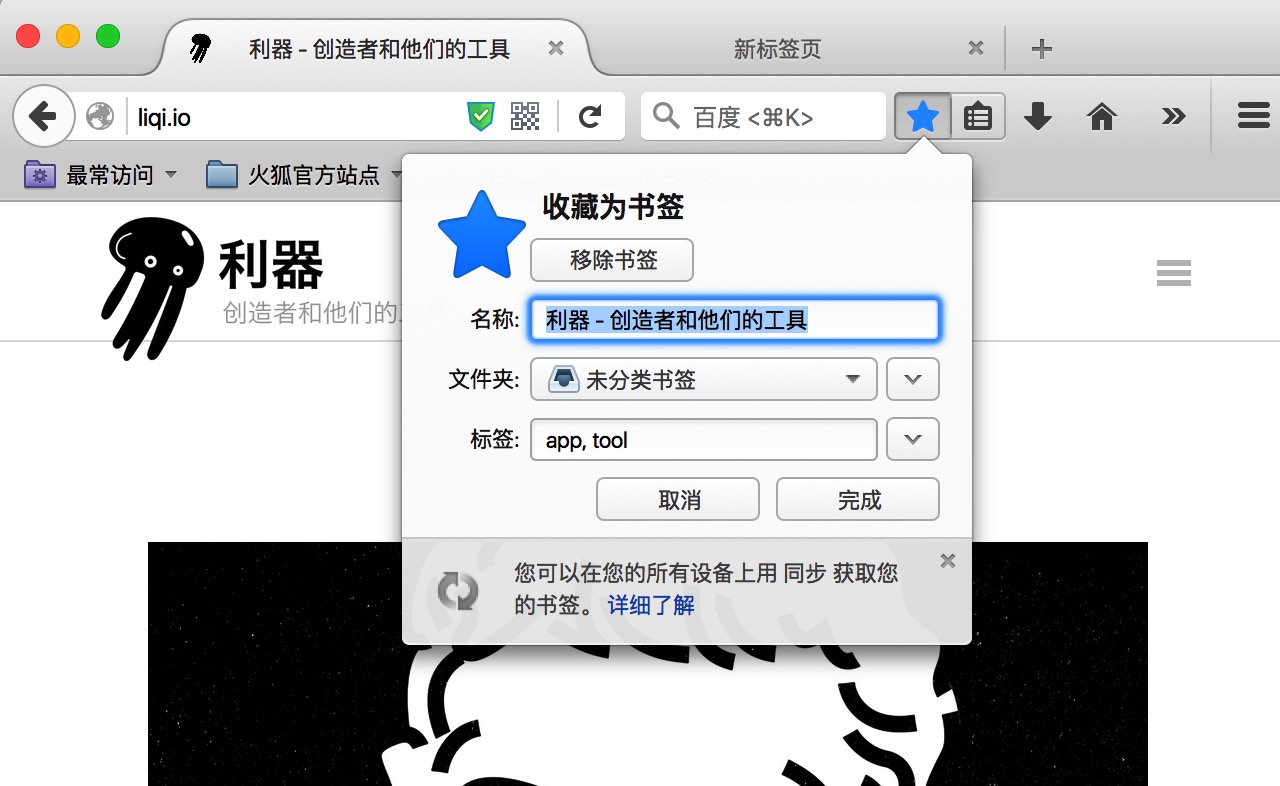 利器 - 创造者和他们的工具
新标签页
liqi.io
百度 <⌘K>
最常访问
火狐官方站点
利器
创造者和他们的工具
收藏为书签
移除书签
名称: 利器 - 创造者和他们的工具
文件夹: 未分类书签
标签: app, tool
取消
完成
您可以在您的所有设备上用 同步 获取您
的书签。详细了解